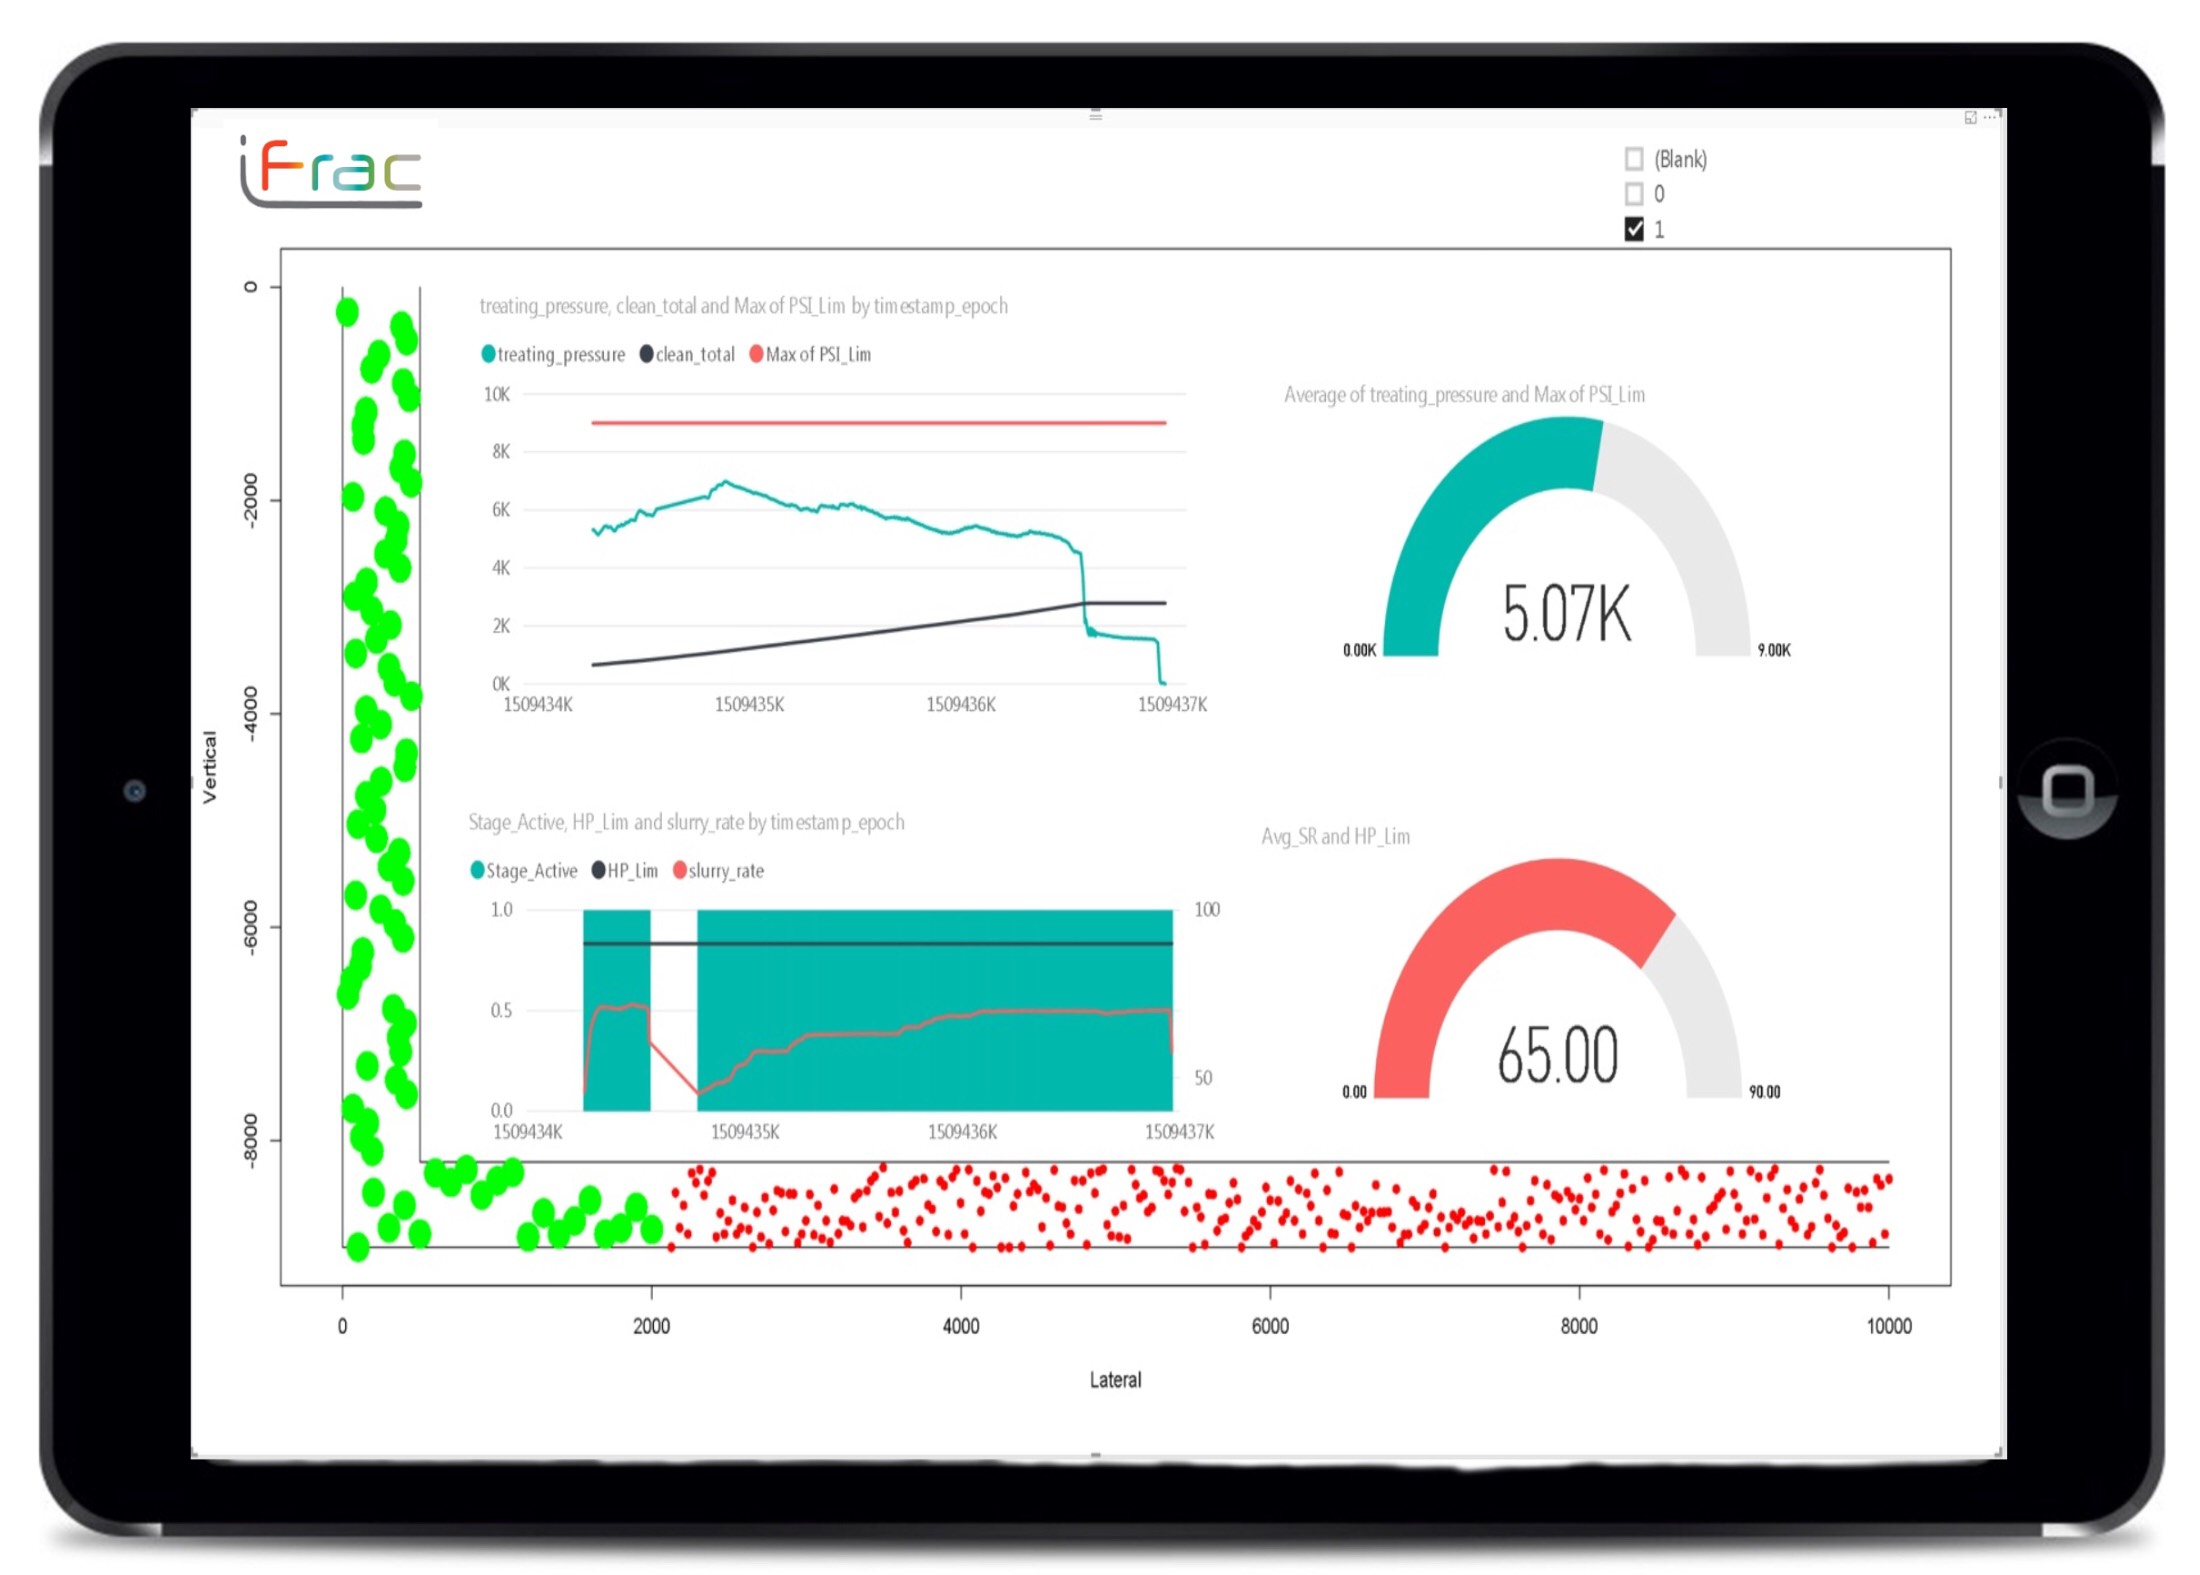 iFrac
(Blank)
0
1
treating_pressure, clean_total and Max of PSI_Lim by timestamp_epoch
treating_pressure clean_total Max of PSI_Lim
10K
8K
6K
4K
2K
0K
1509434K 1509435K 1509436K 1509437K
Average of treating_pressure and Max of PSI_Lim
5.07K
0.00K 9.00K
Stage_Active, HP_Lim and slurry_rate by timestamp_epoch
Stage_Active HP_Lim slurry_rate
1.0 100
0.5
50
0.0
1509434K 1509435K 1509436K 1509437K
Avg_SR and HP_Lim
65.00
0.00 90.00
Vertical
0
-2000
-4000
-6000
-8000
0 2000 4000 6000 8000 10000
Lateral